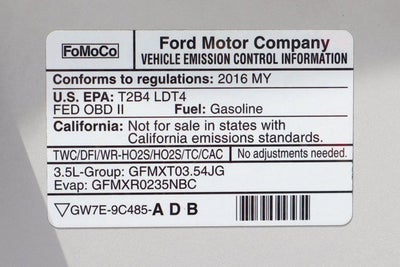 FoMoCo
Ford Motor Company
VEHICLE EMISSION CONTROL INFORMATION
Conforms to regulations: 2016 MY
U.S. EPA: T2B4 LDT4
FED OBD II Fuel: Gasoline
California: Not for sale in states with
California emissions standards.
TWC/DFI/WR-HO2S/HO2S/TC/CAC No adjustments needed.
3.5L-Group: GFMXT03.54JG
Evap: GFMXR0235NBC
GW7E-9C485-A D B